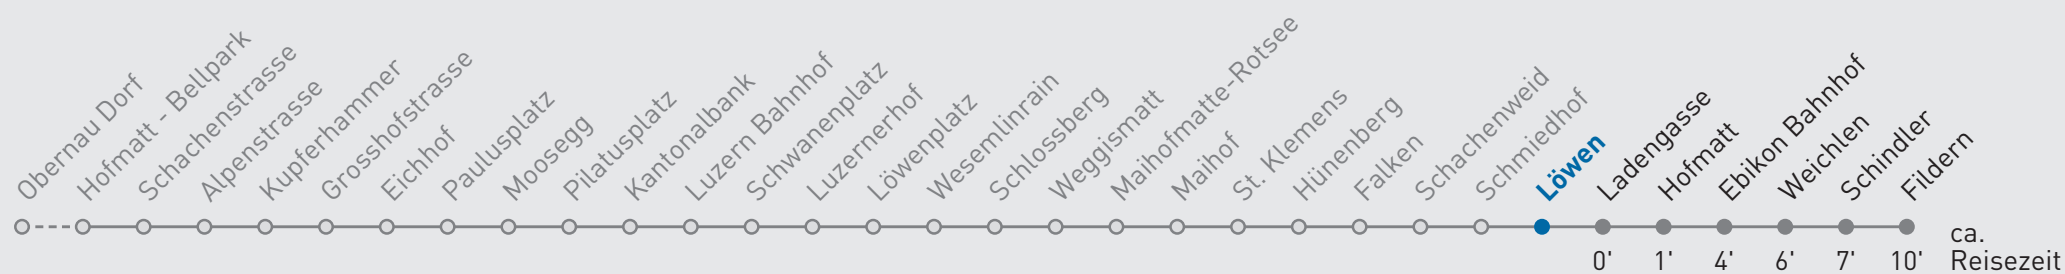 Obernau Dorf
Hofmatt - Bellpark
Schachenstrasse
Alpenstrasse
Kupferhammer
Grosshofstrasse
Eichhof
Paulusplatz
Moosegg
Pilatusplatz
Kantonalbank
Luzern Bahnhof
Schwanenplatz
Luzernerhof
Löwenplatz
Wesemlinrain
Schlossberg
Weggismatt
Maihofmatte-Rotsee
Maihof
St. Klemens
Hünenberg
Falken
Schachenweid
Schmiedhof
Löwen
Ladengasse
Hofmatt
Ebikon Bahnhof
Weichlen
Schindler
Fildern
0' 1' 4' 6' 7' 10'
ca.
Reisezeit